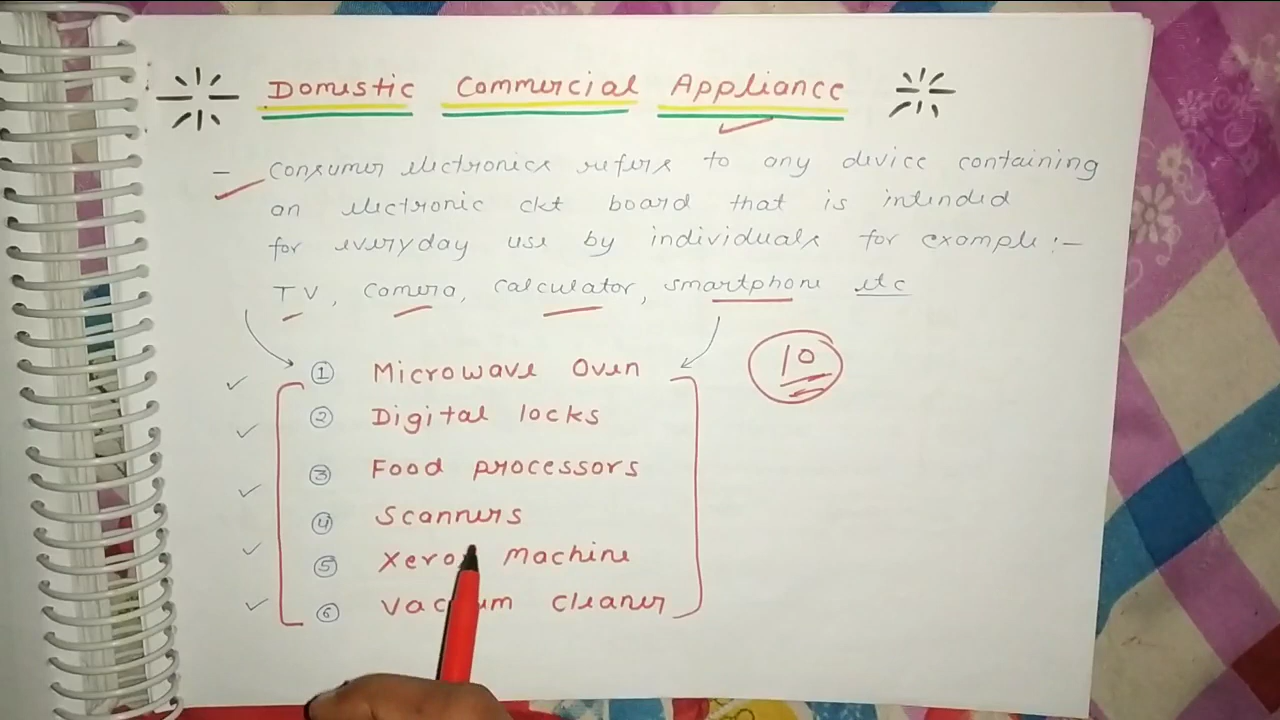 Domestic Commercial Appliance
- Consumer electronics refers to any device containing
an electronic ckt board that is intended
for everyday use by individuals for example :-
TV, camera, calculator, smartphone etc
10
① Microwave Oven
② Digital locks
③ Food processors
④ Scanners
⑤ Xerox Machine
⑥ Vacuum Cleaner